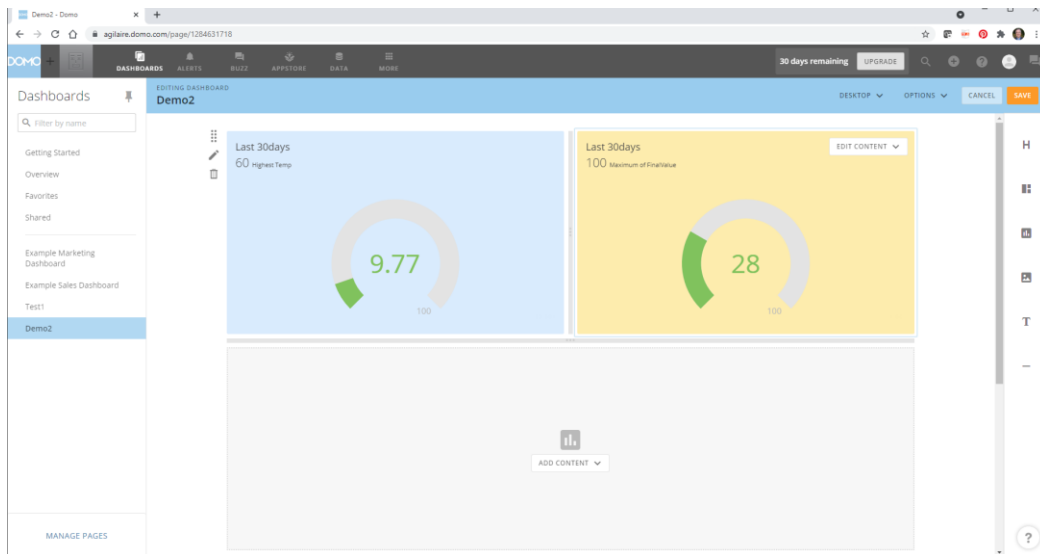 Demo2 - Domo
agilaire.domo.com/page/1284631718
DOMO
DASHBOARDS
ALERTS
BUZZ
APPSTORE
DATA
MORE
30 days remaining
UPGRADE
Dashboards
EDITING DASHBOARD
Demo2
DESKTOP
OPTIONS
CANCEL
SAVE
Filter by name
Getting Started
Overview
Favorites
Shared
Example Marketing
Dashboard
Example Sales Dashboard
Test1
Demo2
MANAGE PAGES
Last 30days
60 Highest Temp
9.77
100
Last 30days
100 Maximum of FinalValue
EDIT CONTENT
28
100
ADD CONTENT
H
T
?